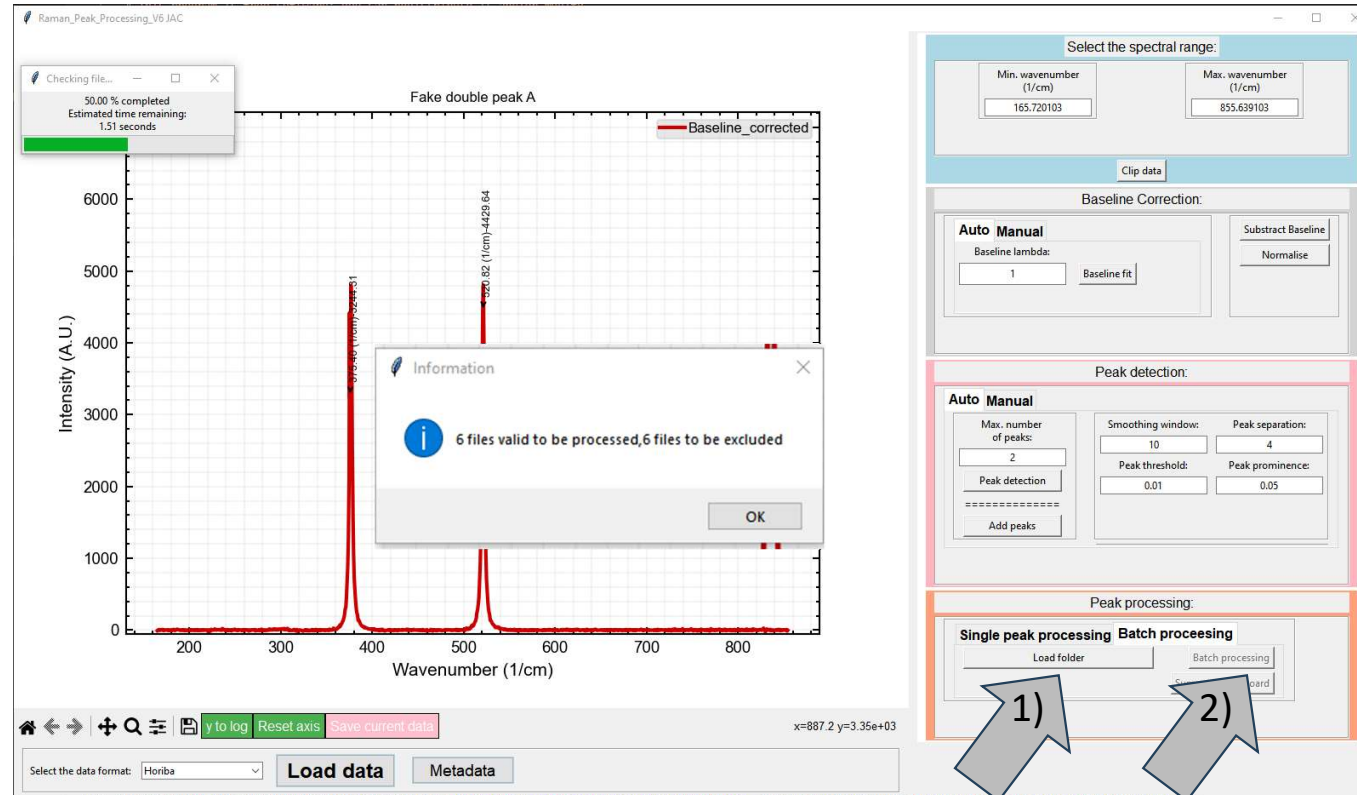 Raman_Peak_Processing_V6 JAC
Checking file...
50.00 % completed
Estimated time remaining:
1.51 seconds
Fake double peak A
Baseline_corrected
6000
5000
4000
3000
2000
1000
0
Intensity (A.U.)
520.82 (1/cm)-4429.64
200 300 400 500 600 700 800
Wavenumber (1/cm)
Information
6 files valid to be processed,6 files to be excluded
OK
y to log Reset axis Save current data
x=887.2 y=3.35e+03
Select the data format: Horiba Load data Metadata
Select the spectral range:
Min. wavenumber Max. wavenumber
(1/cm) (1/cm)
165.720103 855.639103
Clip data
Baseline Correction:
Auto Manual
Baseline lambda:
1 Baseline fit
Substract Baseline
Normalise
Peak detection:
Auto Manual
Max. number
of peaks:
2
Peak detection
==============
Add peaks
Smoothing window: Peak separation:
10 4
Peak threshold: Peak prominence:
0.01 0.05
Peak processing:
Single peak processing Batch proceesing
Load folder Batch processing
1) 2)